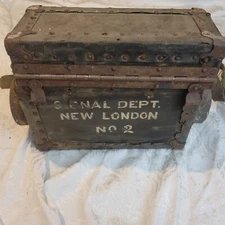 SIGNAL DEPT.
NEW LONDON
NO 2